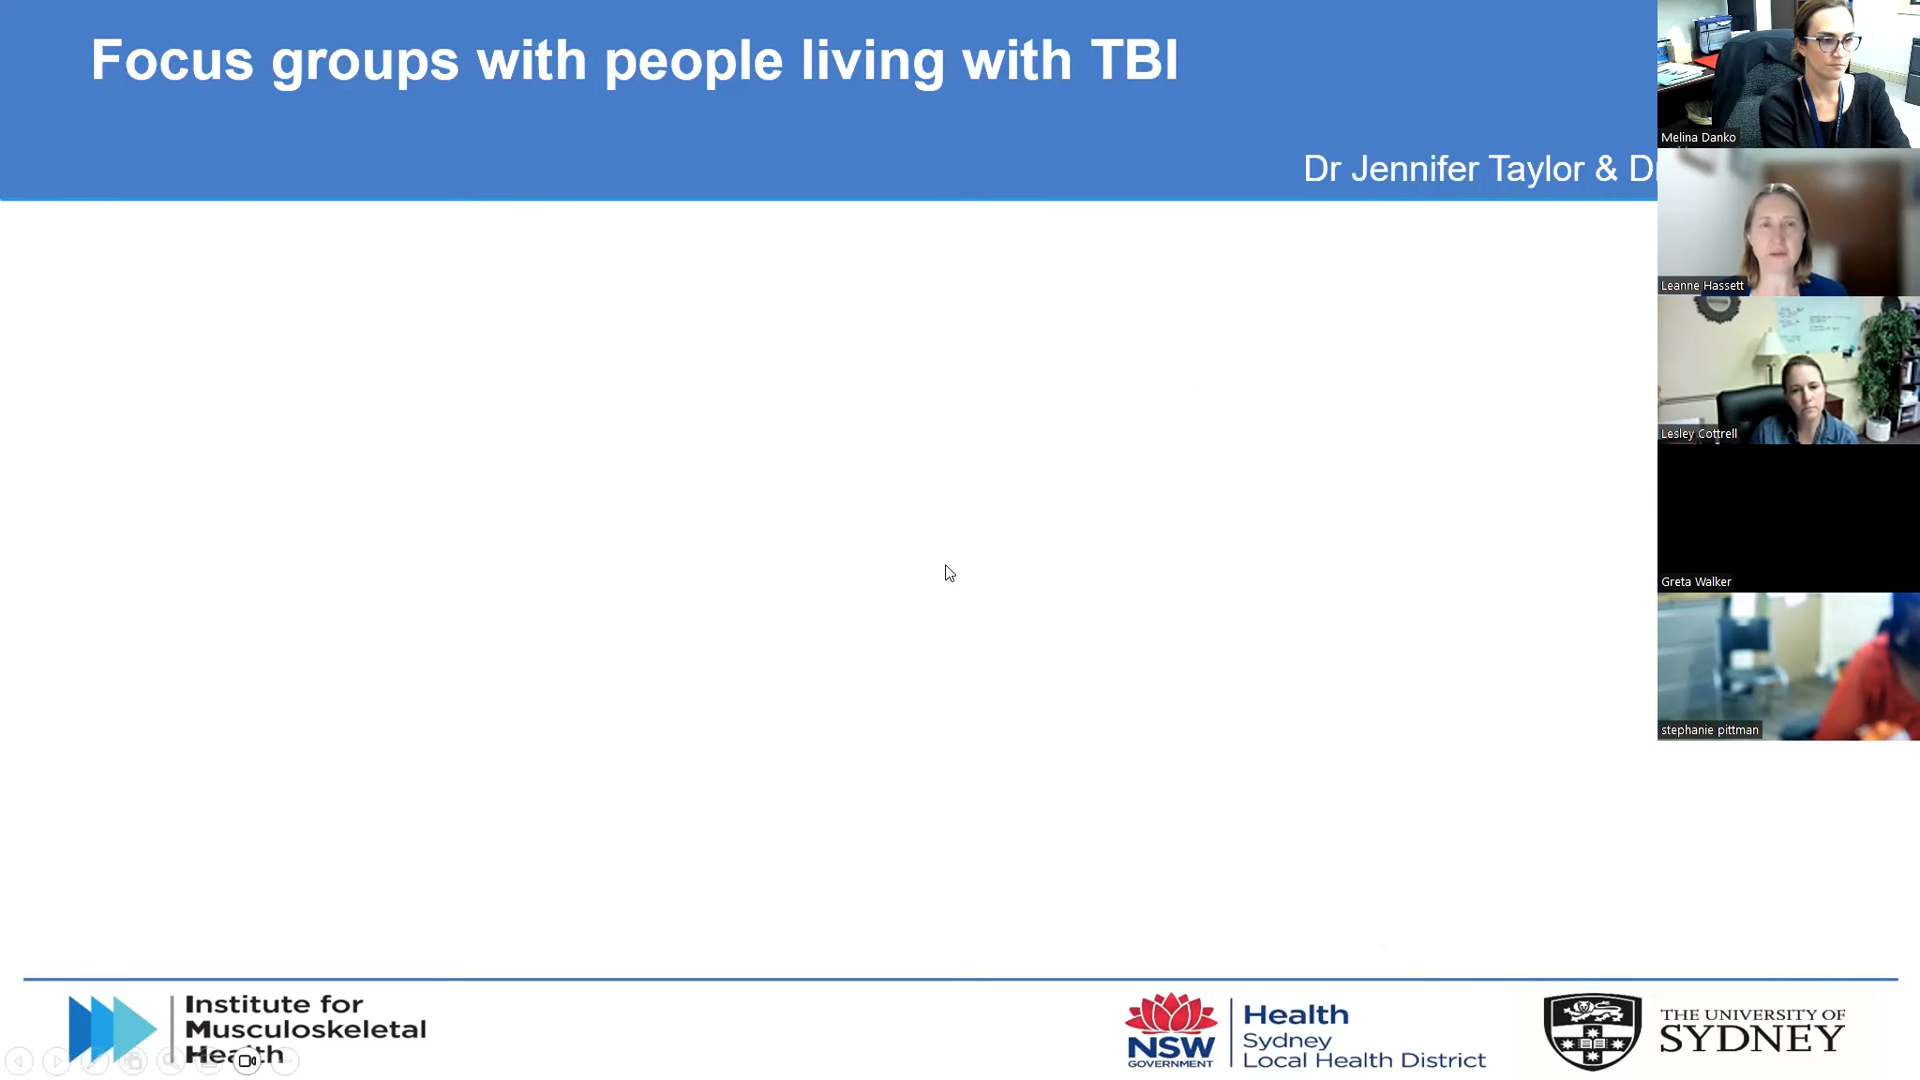 Focus groups with people living with TBI
Dr Jennifer Taylor & Dr
Melina Danko
Leanne Hassett
Lesley Cottrell
Greta Walker
stephanie pittman
Institute for
Musculoskeletal
Health
NSW
GOVERNMENT
Health
Sydney
Local Health District
THE UNIVERSITY OF
SYDNEY